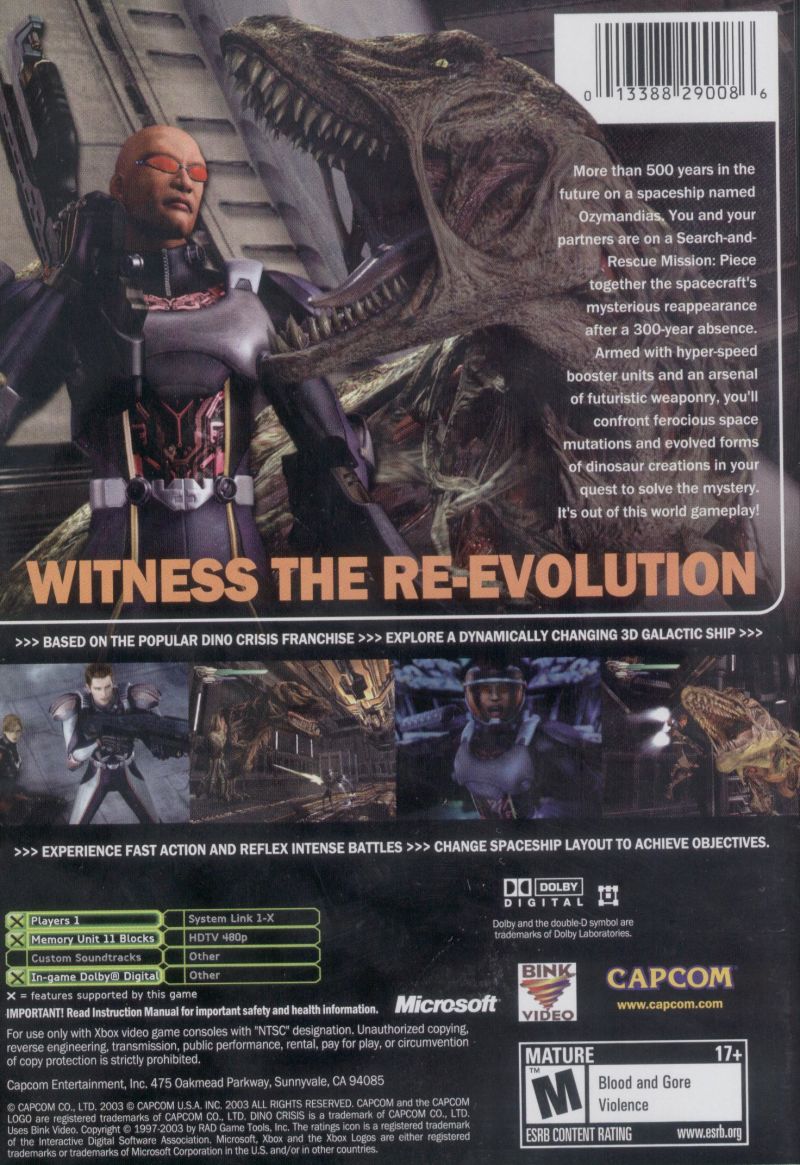 0 13388 29008 6
More than 500 years in the
future on a spaceship named
Ozymandias. You and your
partners are on a Search-and-
Rescue Mission: Piece
together the spacecraft's
mysterious reappearance
after a 300-year absence.
Armed with hyper-speed
booster units and an arsenal
of futuristic weaponry, you'll
confront ferocious space
mutations and evolved forms
of dinosaur creations in your
quest to solve the mystery.
It's out of this world gameplay!
WITNESS THE RE-EVOLUTION
>>> BASED ON THE POPULAR DINO CRISIS FRANCHISE >>> EXPLORE A DYNAMICALLY CHANGING 3D GALACTIC SHIP >>>
>>> EXPERIENCE FAST ACTION AND REFLEX INTENSE BATTLES >>> CHANGE SPACESHIP LAYOUT TO ACHIEVE OBJECTIVES.
X Players 1
System Link 1-X
X Memory Unit 11 Blocks
HDTV 480p
Custom Soundtracks
Other
X In-game Dolby® Digital
Other
X = features supported by this game
DOLBY
DIGITAL
Dolby and the double-D symbol are
trademarks of Dolby Laboratories.
IMPORTANT! Read Instruction Manual for important safety and health information.
Microsoft
BINK
VIDEO
CAPCOM
www.capcom.com
For use only with Xbox video game consoles with "NTSC" designation. Unauthorized copying,
reverse engineering, transmission, public performance, rental, pay for play, or circumvention
of copy protection is strictly prohibited.
Capcom Entertainment, Inc. 475 Oakmead Parkway, Sunnyvale, CA 94085
© CAPCOM CO., LTD. 2003 © CAPCOM U.S.A. INC. 2003 ALL RIGHTS RESERVED. CAPCOM and the CAPCOM
LOGO are registered trademarks of CAPCOM CO., LTD. DINO CRISIS is a trademark of CAPCOM CO., LTD.
Uses Bink Video. Copyright © 1997-2003 by RAD Game Tools, Inc. The ratings icon is a registered trademark
of the Interactive Digital Software Association. Microsoft, Xbox and the Xbox Logos are either registered
trademarks of Microsoft Corporation in the U.S. and/or in other countries.
MATURE 17+
M
TM
Blood and Gore
Violence
ESRB CONTENT RATING www.esrb.org